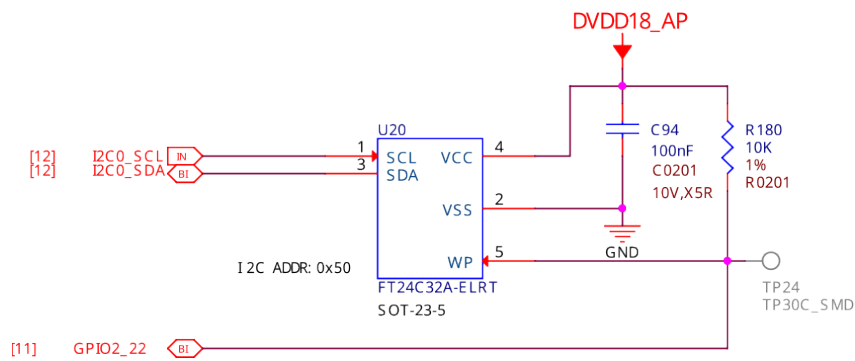 DVDD18_AP
U20
C94
100nF
C0201
10V,X5R
R180
10K
1%
R0201
[12] I2C0_SCL IN 1 SCL VCC 4
[12] I2C0_SDA BI 3 SDA
VSS 2
GND
WP 5
I2C ADDR: 0x50
FT24C32A-ELRT
SOT-23-5
TP24
TP30C_SMD
[11] GPIO2_22 BI